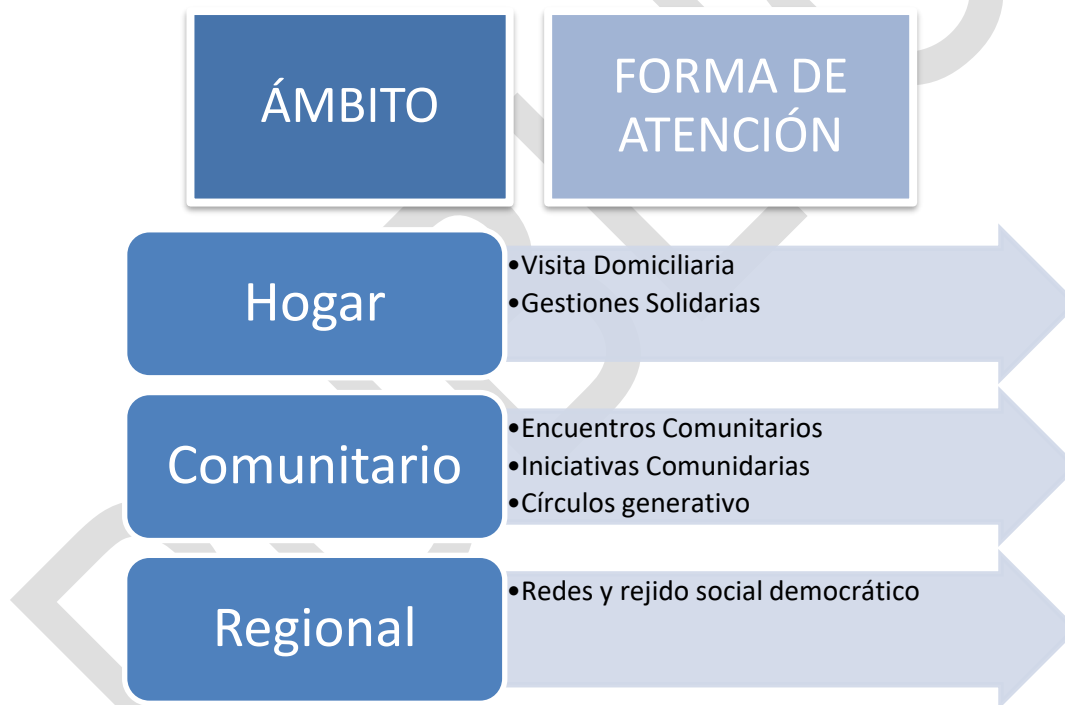 ÁMBITO
FORMA DE
ATENCIÓN
Hogar
•Visita Domiciliaria
•Gestiones Solidarias
Comunitario
•Encuentros Comunitarios
•Iniciativas Comunidarias
•Círculos generativo
Regional
•Redes y rejido social democrático